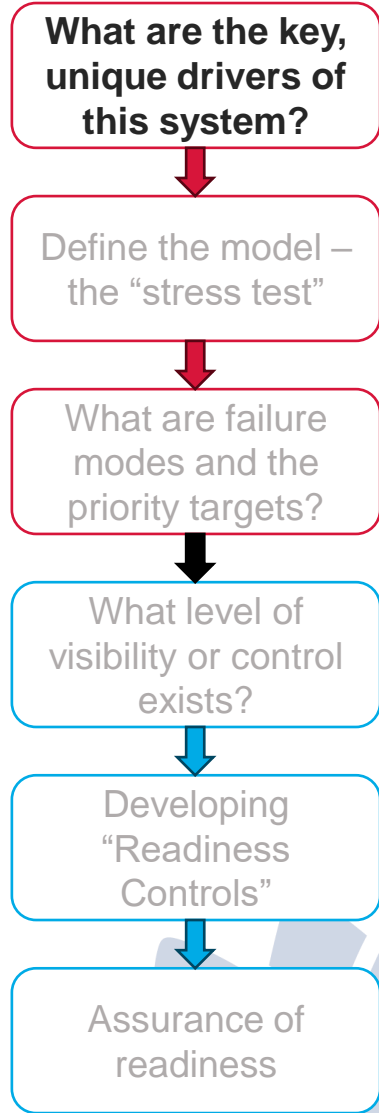 What are the key,
unique drivers of
this system?
Define the model –
the “stress test”
What are failure
modes and the
priority targets?
What level of
visibility or control
exists?
Developing
“Readiness
Controls”
Assurance of
readiness